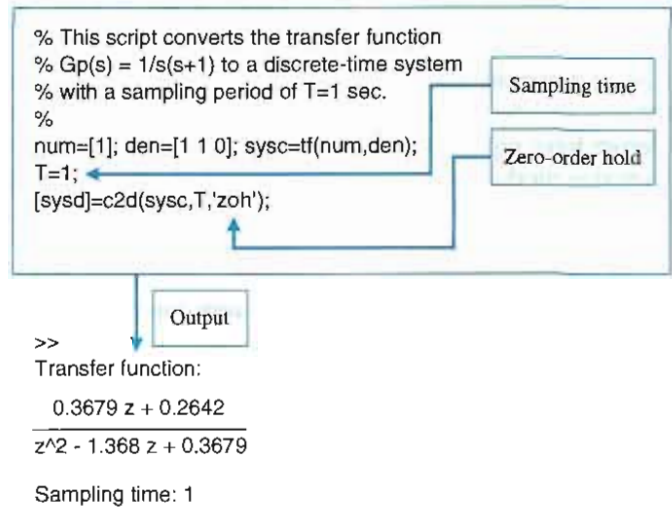 % This script converts the transfer function
% Gp(s) = 1/s(s+1) to a discrete-time system
% with a sampling period of T=1 sec.
%
num=[1]; den=[1 1 0]; sysc=tf(num,den);
T=1;
[sysd]=c2d(sysc,T,'zoh');
Sampling time
Zero-order hold
Output
>>
Transfer function:
0.3679 z + 0.2642
z^2 - 1.368 z + 0.3679
Sampling time: 1